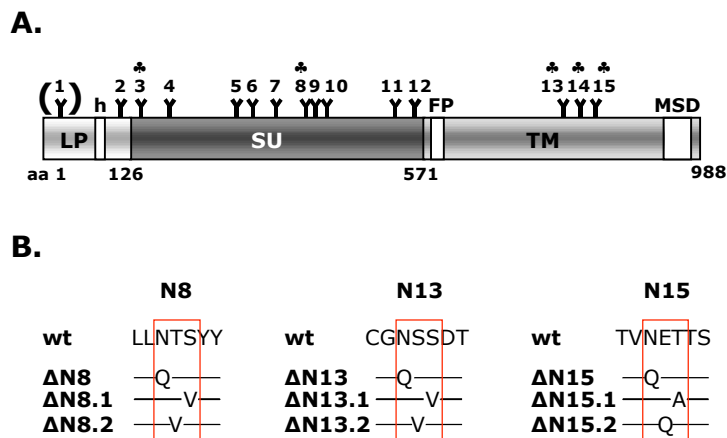 A.
♣ ♣ ♣ ♣ ♣
( 1 ) 2 3 4 5 6 7 8 9 10 11 12 13 14 15
h FP MSD
LP SU TM
aa 1 126 571 988
B.
N8 N13 N15
wt LLNTSYY wt CGNSSDT wt TVNETTS
ΔN8 Q ΔN13 Q ΔN15 Q
ΔN8.1 V ΔN13.1 V ΔN15.1 A
ΔN8.2 V ΔN13.2 V ΔN15.2 Q